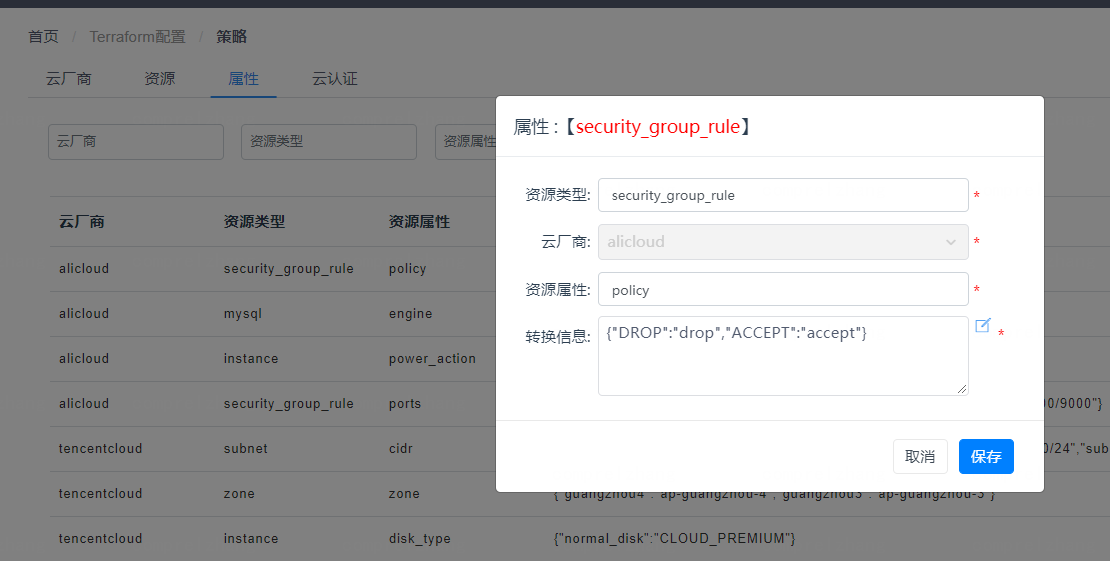 首页 / Terraform配置 / 策略
云厂商 资源 属性 云认证
云厂商 资源类型 资源属性
云厂商 资源类型 资源属性
alicloud security_group_rule policy
alicloud mysql engine
alicloud instance power_action
alicloud security_group_rule ports 00/9000"}
tencentcloud subnet cidr 0/24","sub
tencentcloud zone zone {"guangzhou4":"ap-guangzhou-4","guangzhou3":"ap-guangzhou-3"}
tencentcloud instance disk_type {"normal_disk":"CLOUD_PREMIUM"}
属性 :【security_group_rule】
资源类型: security_group_rule *
云厂商: alicloud *
资源属性: policy *
转换信息: {"DROP":"drop","ACCEPT":"accept"} *
取消 保存